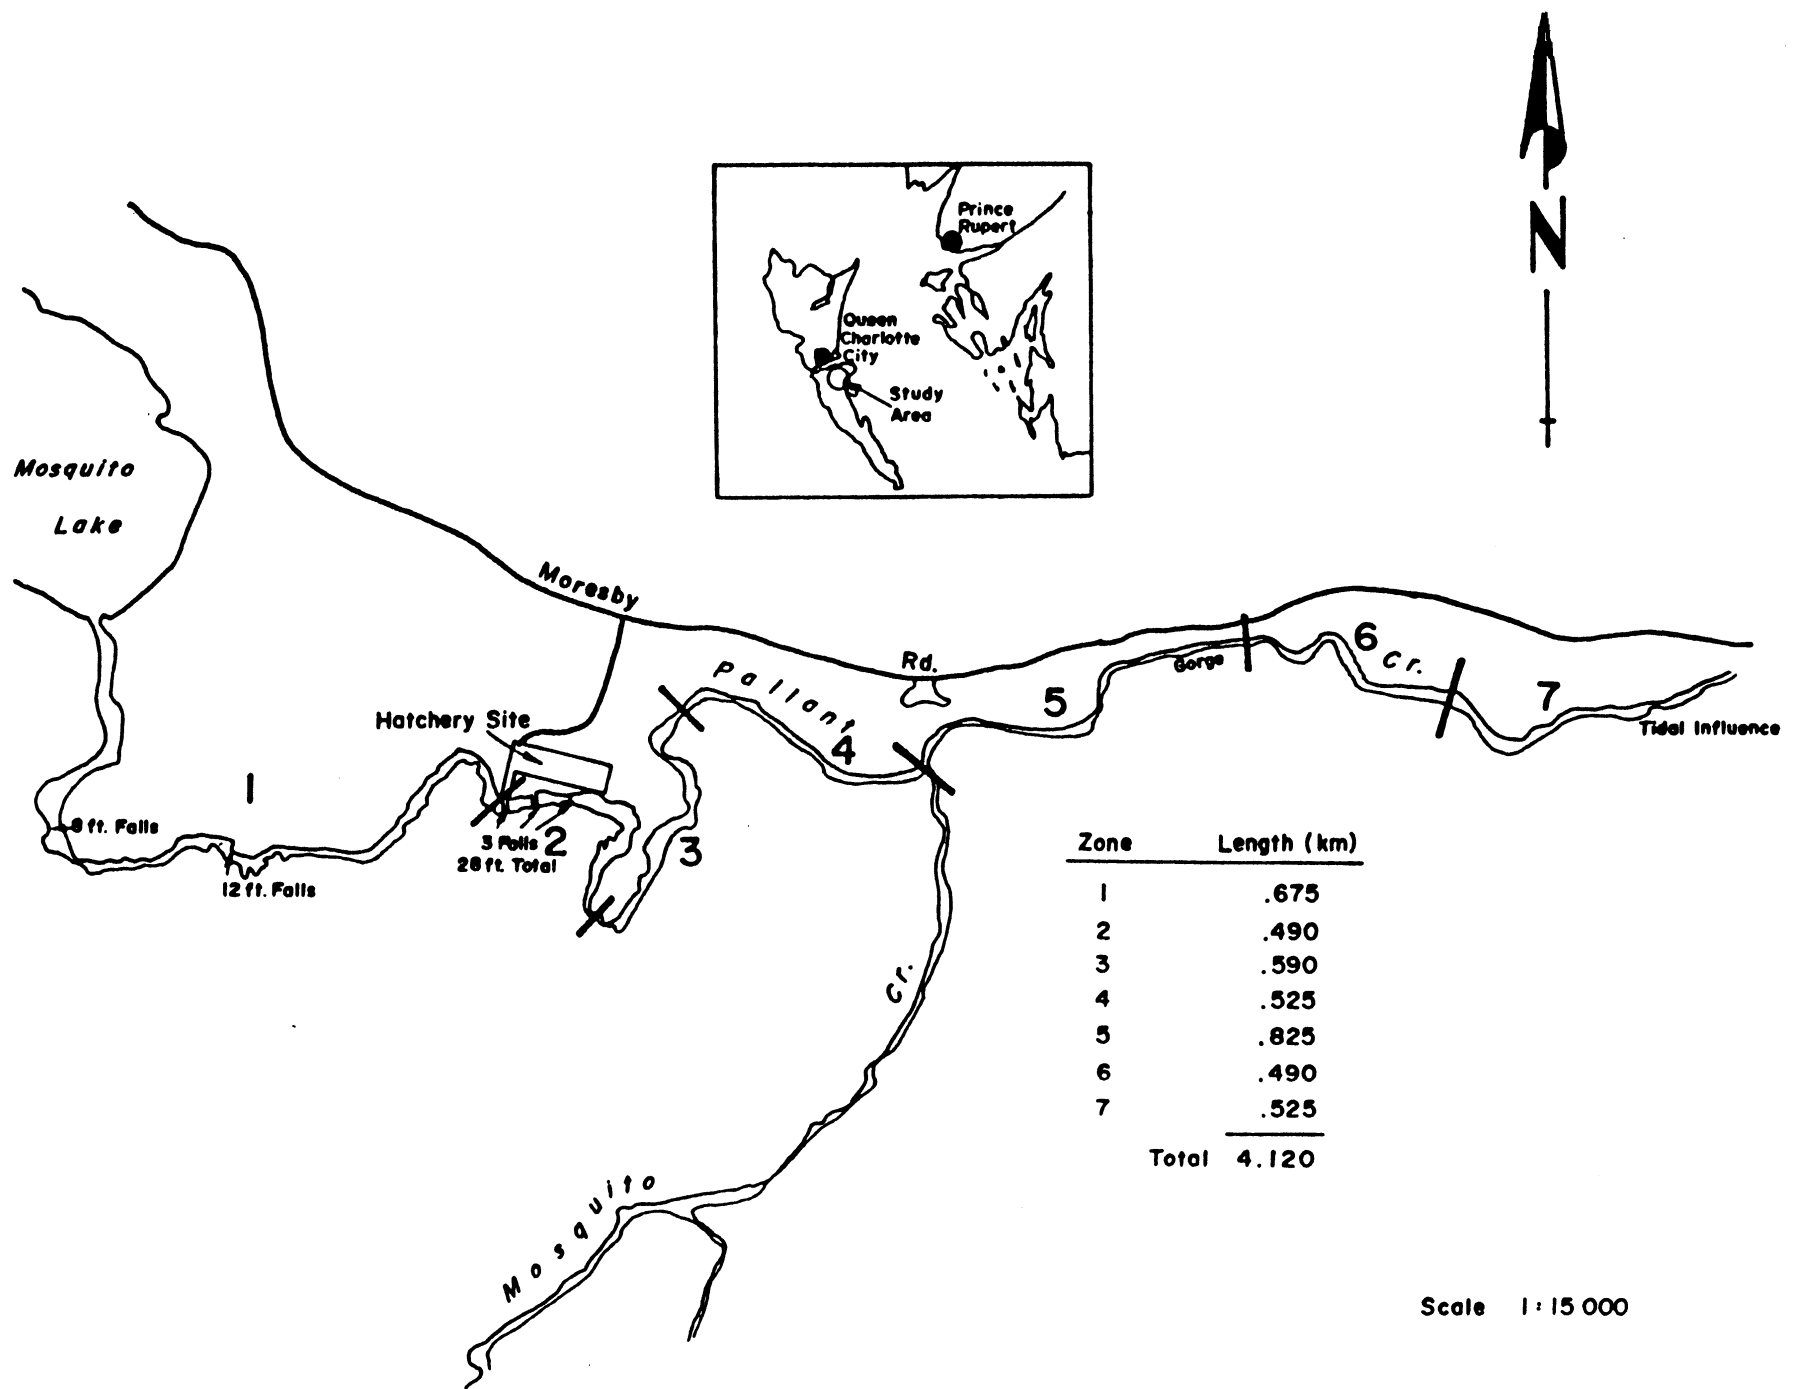 N
Prince
Rupert
Queen
Charlotte
City
Study
Area
Mosquito
Lake
Moresby
Rd.
Pallant
Cr.
Gorge
Hatchery Site
Tidal Influence
1
2
3
4
5
6
7
8 ft. Falls
12 ft. Falls
3 Falls
28 ft. Total
Mosquito
Cr.
Zone Length (km)
1 .675
2 .490
3 .590
4 .525
5 .825
6 .490
7 .525
Total 4.120
Scale 1:15 000